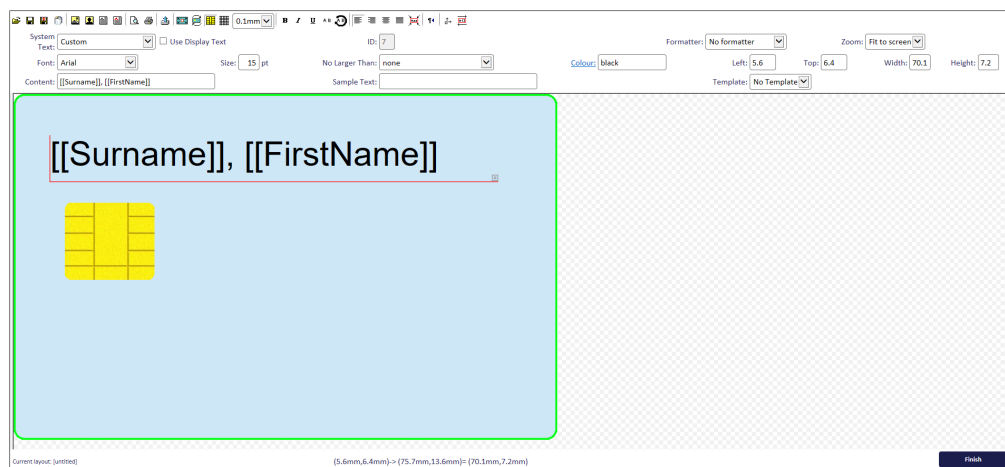 0.1mm B I U
System Text: Custom Use Display Text ID: 7 Formatter: No formatter Zoom: Fit to screen
Font: Arial Size: 15 pt No Larger Than: none Colour: black Left: 5.6 Top: 6.4 Width: 70.1 Height: 7.2
Content: [[Surname]], [[FirstName]] Sample Text: Template: No Template
[[Surname]], [[FirstName]]
Current layout: [untitled] (5.6mm,6.4mm)-> (75.7mm,13.6mm)= (70.1mm,7.2mm) Finish